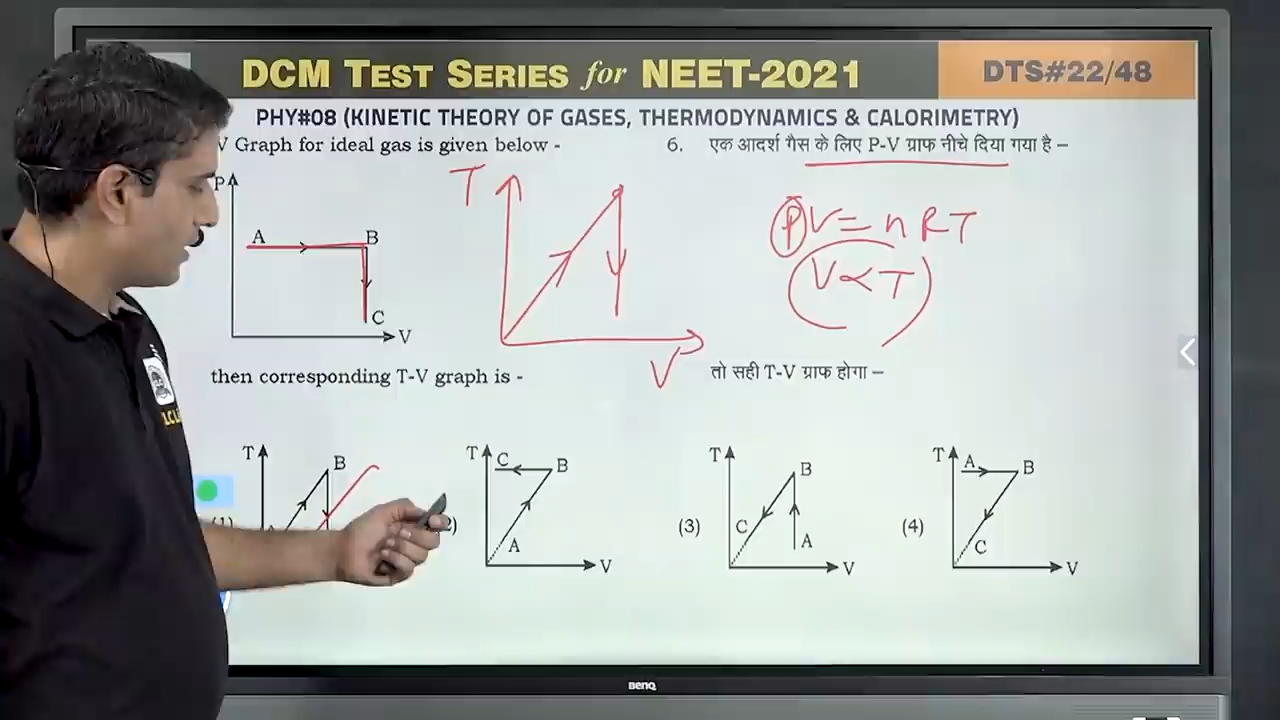 DCM TEST SERIES for NEET-2021
DTS#22/48
PHY#08 (KINETIC THEORY OF GASES, THERMODYNAMICS & CALORIMETRY)
V Graph for ideal gas is given below -
P
A
B
C
V
T
V
then corresponding T-V graph is -
6. एक आदर्श गैस के लिए P-V ग्राफ नीचे दिया गया है –
PV = nRT
V ∝ T
तो सही T-V ग्राफ होगा –
(1)
T
B
2)
T
C
B
A
V
(3)
T
B
C
A
V
(4)
T
A
B
C
V
BENQ